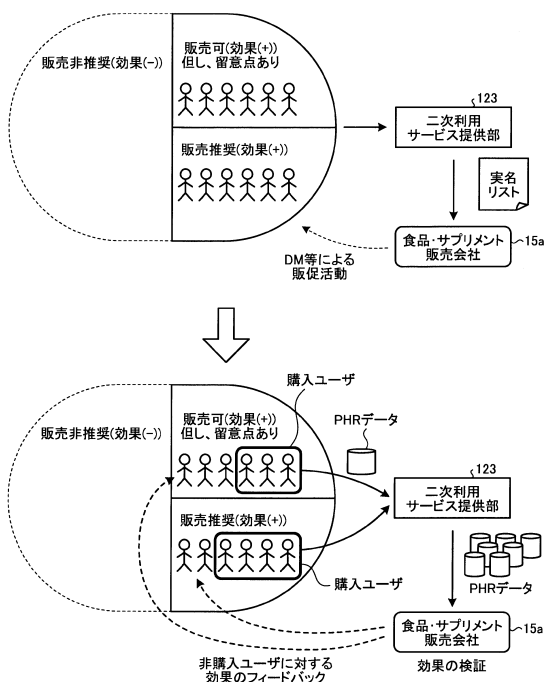 販売非推奨(効果(-))
販売可(効果(+))
但し、留意点あり
販売推奨(効果(+))
123
二次利用
サービス提供部
実名
リスト
食品・サプリメント
販売会社
15a
DM等による
販促活動
購入ユーザ
販売非推奨(効果(-))
販売可(効果(+))
但し、留意点あり
PHRデータ
販売推奨(効果(+))
123
二次利用
サービス提供部
購入ユーザ
PHRデータ
食品・サプリメント
販売会社
15a
非購入ユーザに対する
効果のフィードバック
効果の検証